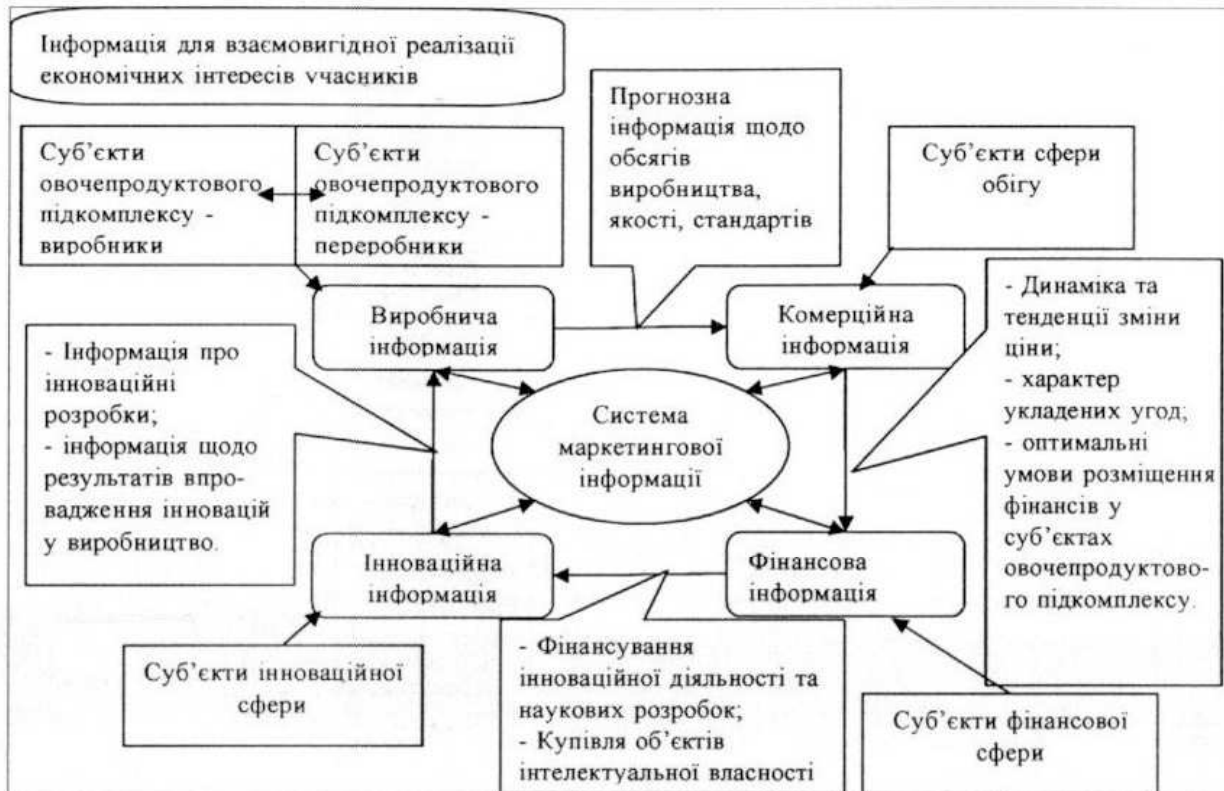 Інформація для взаємовигідної реалізації
економічних інтересів учасників
Суб’єкти
овочепродуктового
підкомплексу -
виробники
Суб’єкти
овочепродуктового
підкомплексу -
переробники
Прогнозна
інформація щодо
обсягів
виробництва,
якості, стандартів
Суб’єкти сфери
обігу
Виробнича
інформація
Комерційна
інформація
- Інформація про
інноваційні
розробки;
- інформація щодо
результатів впро-
вадження інновацій
у виробництво.
Система
маркетингової
інформації
- Динаміка та
тенденції зміни
ціни;
- характер
укладених угод;
- оптимальні
умови розміщення
фінансів у
суб’єктах
овочепродуктово-
го підкомплексу.
Інноваційна
інформація
Фінансова
інформація
Суб’єкти інноваційної
сфери
- Фінансування
інноваційної діяльності та
наукових розробок;
- Купівля об’єктів
інтелектуальної власності
Суб’єкти фінансової
сфери